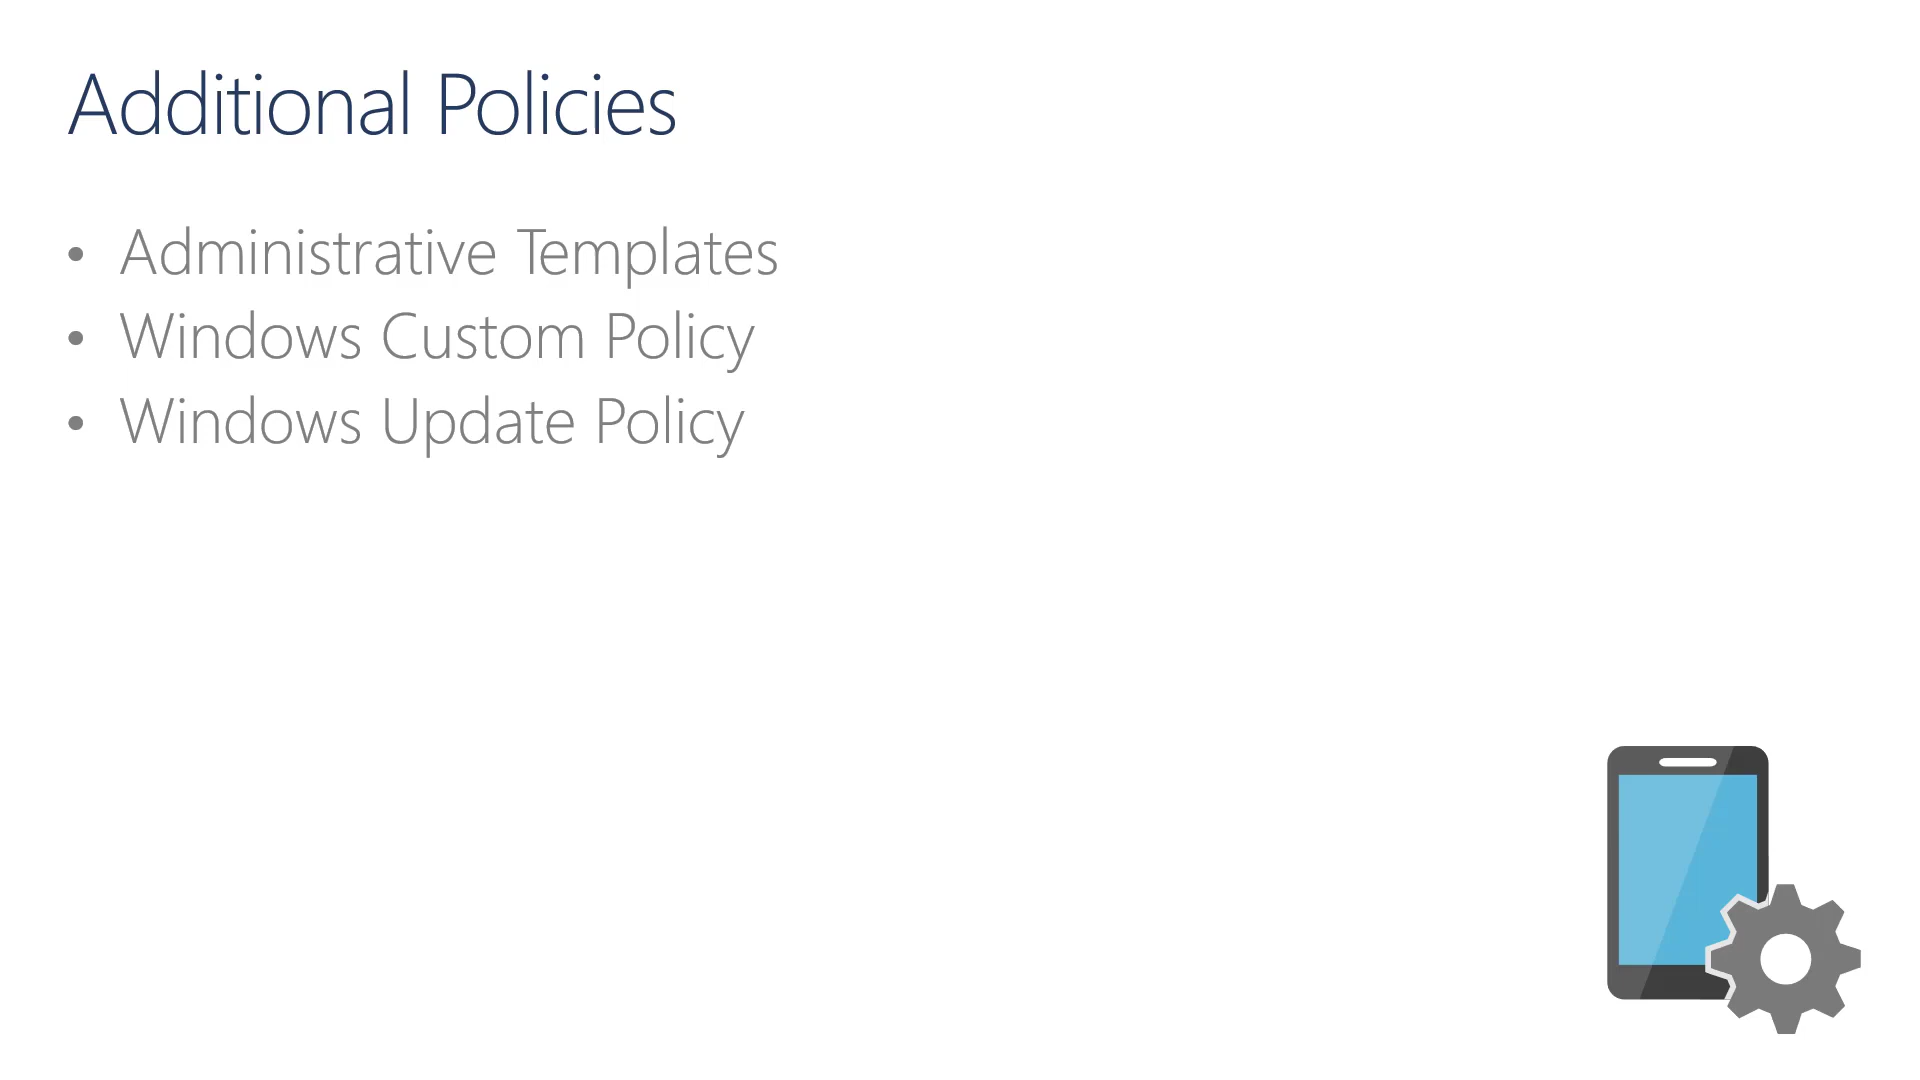 Additional Policies
• Administrative Templates
• Windows Custom Policy
• Windows Update Policy